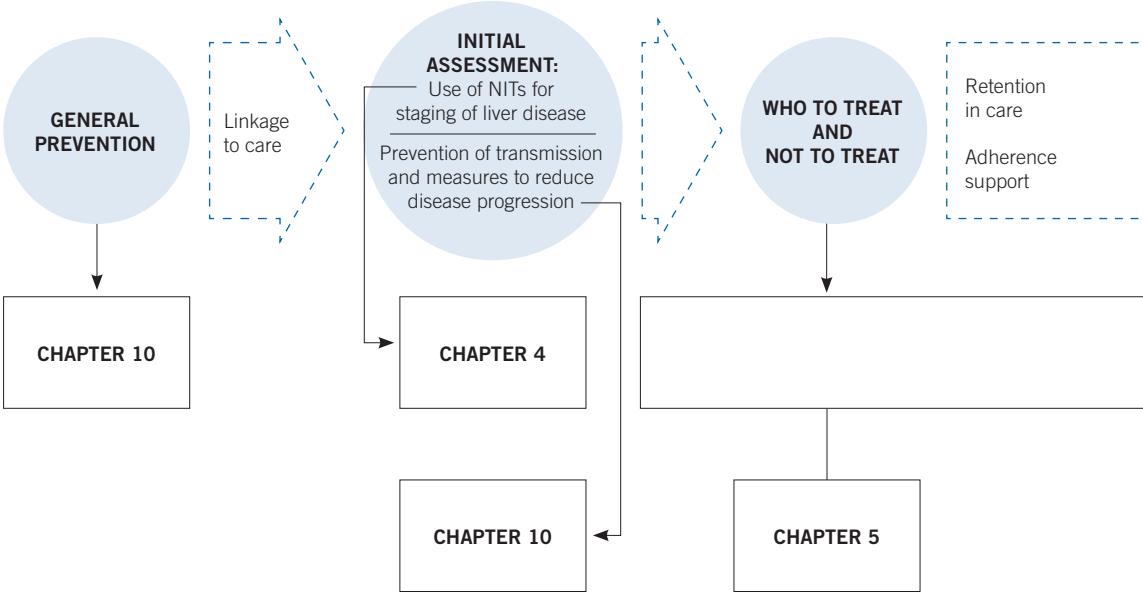 GENERAL
PREVENTION
Linkage
to care
INITIAL
ASSESSMENT:
Use of NITs for
staging of liver disease
Prevention of transmission
and measures to reduce
disease progression
WHO TO TREAT
AND
NOT TO TREAT
Retention
in care
Adherence
support
CHAPTER 10
CHAPTER 4
CHAPTER 10
CHAPTER 5